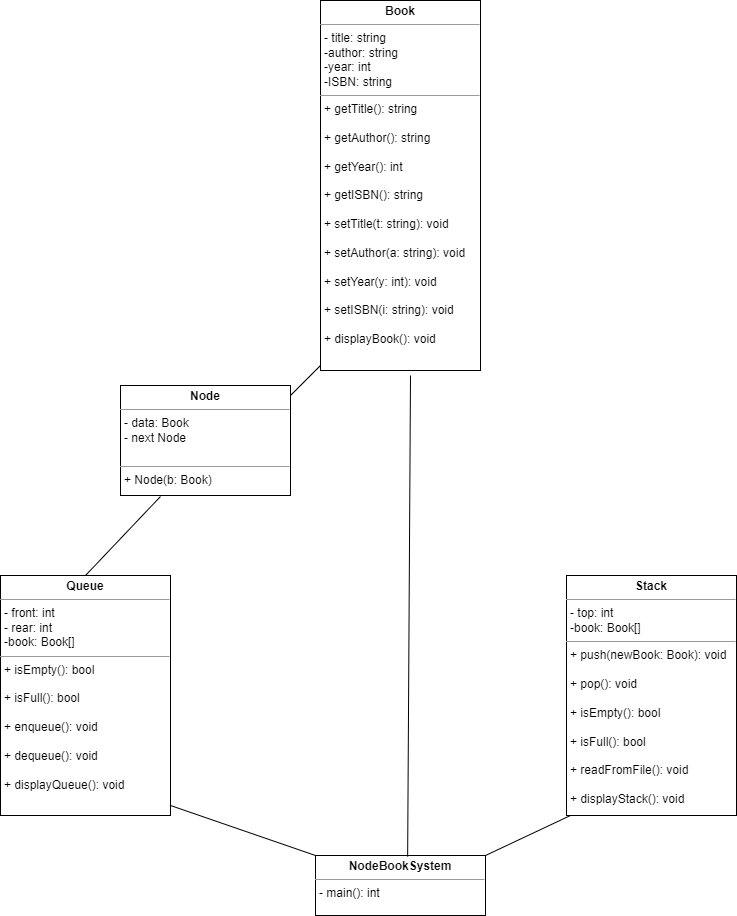 Book
- title: string
-author: string
-year: int
-ISBN: string
+ getTitle(): string
+ getAuthor(): string
+ getYear(): int
+ getISBN(): string
+ setTitle(t: string): void
+ setAuthor(a: string): void
+ setYear(y: int): void
+ setISBN(i: string): void
+ displayBook(): void
Node
- data: Book
- next Node
+ Node(b: Book)
Queue
- front: int
- rear: int
-book: Book[]
+ isEmpty(): bool
+ isFull(): bool
+ enqueue(): void
+ dequeue(): void
+ displayQueue(): void
Stack
- top: int
-book: Book[]
+ push(newBook: Book): void
+ pop(): void
+ isEmpty(): bool
+ isFull(): bool
+ readFromFile(): void
+ displayStack(): void
NodeBookSystem
- main(): int